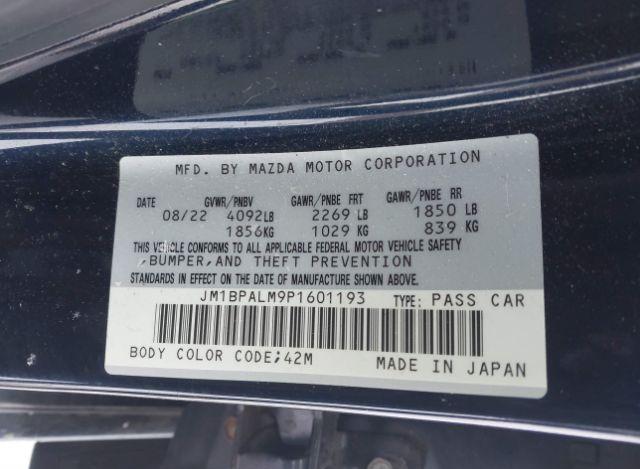 MFD. BY MAZDA MOTOR CORPORATION
DATE GVWR/PNBV GAWR/PNBE FRT GAWR/PNBE RR
08/22 4092LB 2269 LB 1850 LB
1856KG 1029 KG 839 KG
THIS VEHICLE CONFORMS TO ALL APPLICABLE FEDERAL MOTOR VEHICLE SAFETY
,BUMPER,AND THEFT PREVENTION
STANDARDS IN EFFECT ON THE DATE OF MANUFACTURE SHOWN ABOVE.
JM1BPALM9P1601193 TYPE: PASS CAR
BODY COLOR CODE;42M MADE IN JAPAN